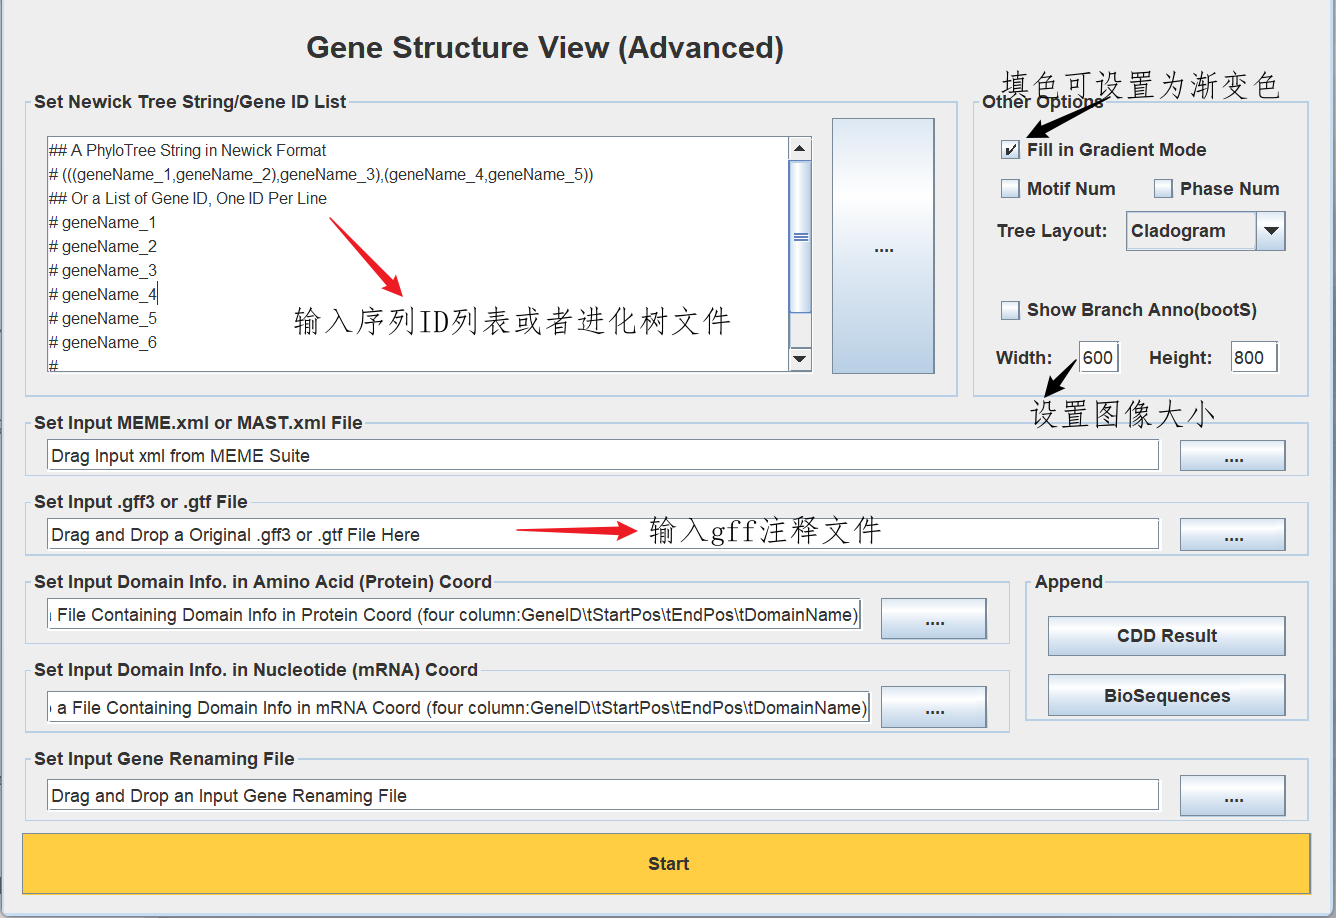 Gene Structure View (Advanced)
Set Newick Tree String/Gene ID List
## A PhyloTree String in Newick Format
# (((geneName_1,geneName_2),geneName_3),(geneName_4,geneName_5))
## Or a List of Gene ID, One ID Per Line
# geneName_1
# geneName_2
# geneName_3
# geneName_4
# geneName_5
# geneName_6
#
输入序列ID列表或者进化树文件
....
填色可设置为渐变色
Other Options
Fill in Gradient Mode
Motif Num
Phase Num
Tree Layout:
Cladogram
Show Branch Anno(bootS)
Width:
600
Height:
800
设置图像大小
Set Input MEME.xml or MAST.xml File
Drag Input xml from MEME Suite
....
Set Input .gff3 or .gtf File
Drag and Drop a Original .gff3 or .gtf File Here
输入gff注释文件
....
Set Input Domain Info. in Amino Acid (Protein) Coord
File Containing Domain Info in Protein Coord (four column:GeneID\tStartPos\tEndPos\tDomainName)
....
Append
CDD Result
BioSequences
Set Input Domain Info. in Nucleotide (mRNA) Coord
a File Containing Domain Info in mRNA Coord (four column:GeneID\tStartPos\tEndPos\tDomainName)
....
Set Input Gene Renaming File
Drag and Drop an Input Gene Renaming File
....
Start